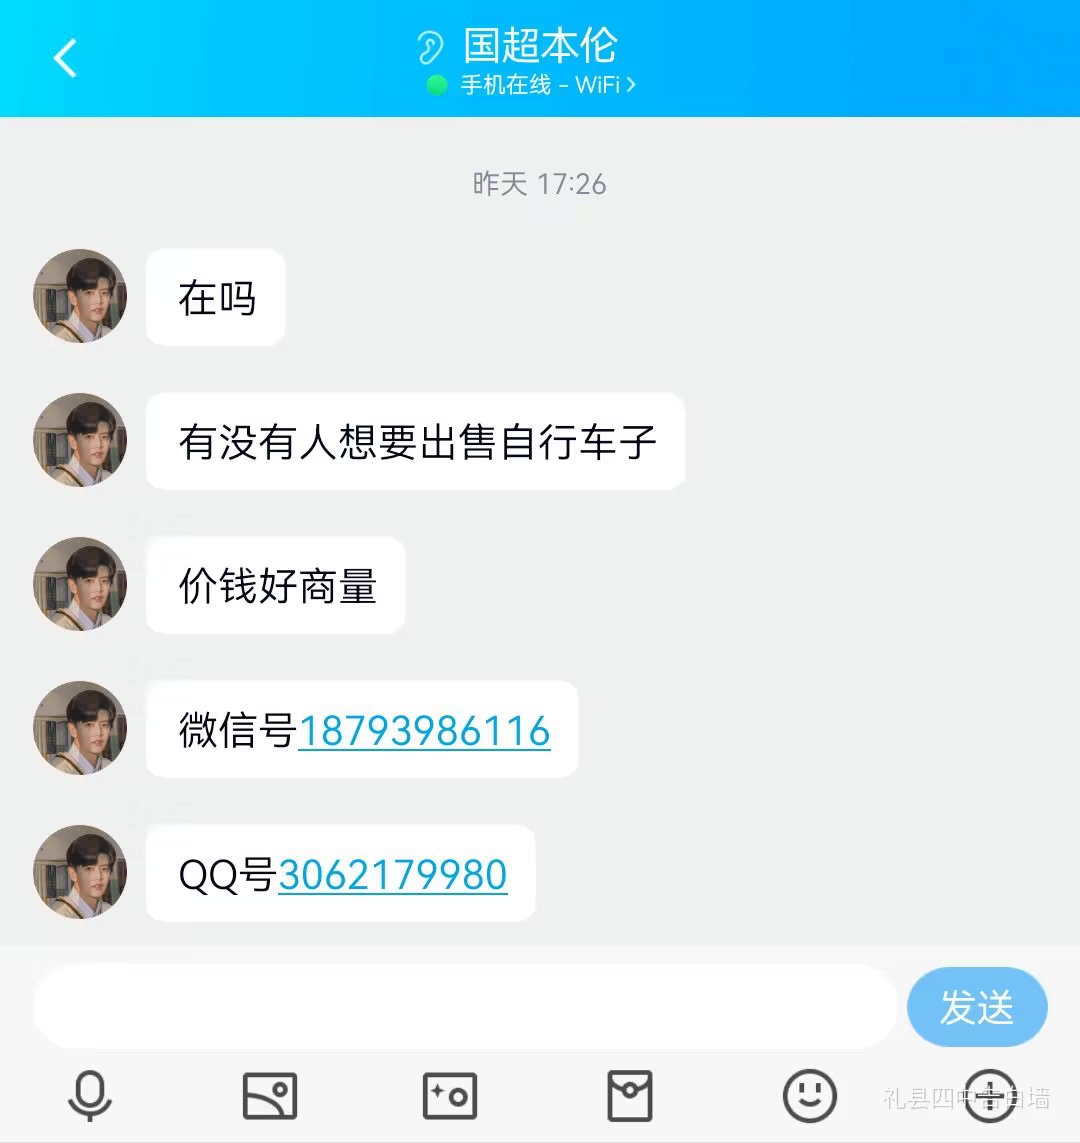 国超本伦
手机在线 - WiFi
昨天 17:26
在吗
有没有人想要出售自行车子
价钱好商量
微信号18793986116
QQ号3062179980
发送
礼县四中告白墙